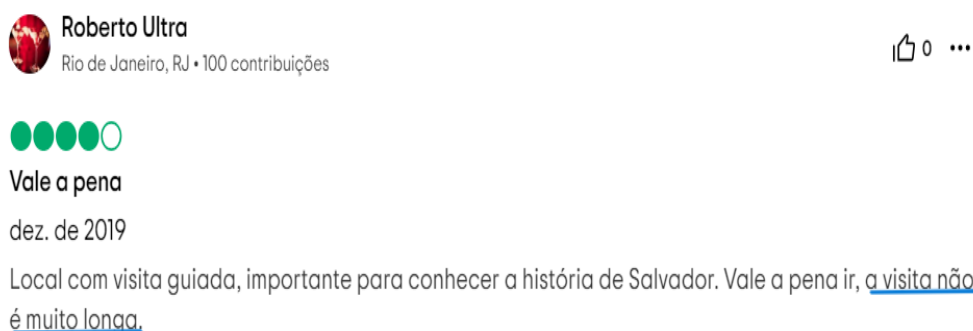 Roberto Ultra
Rio de Janeiro, RJ • 100 contribuições
0
Vale a pena
dez. de 2019
Local com visita guiada, importante para conhecer a história de Salvador. Vale a pena ir, a visita não
é muito longa.